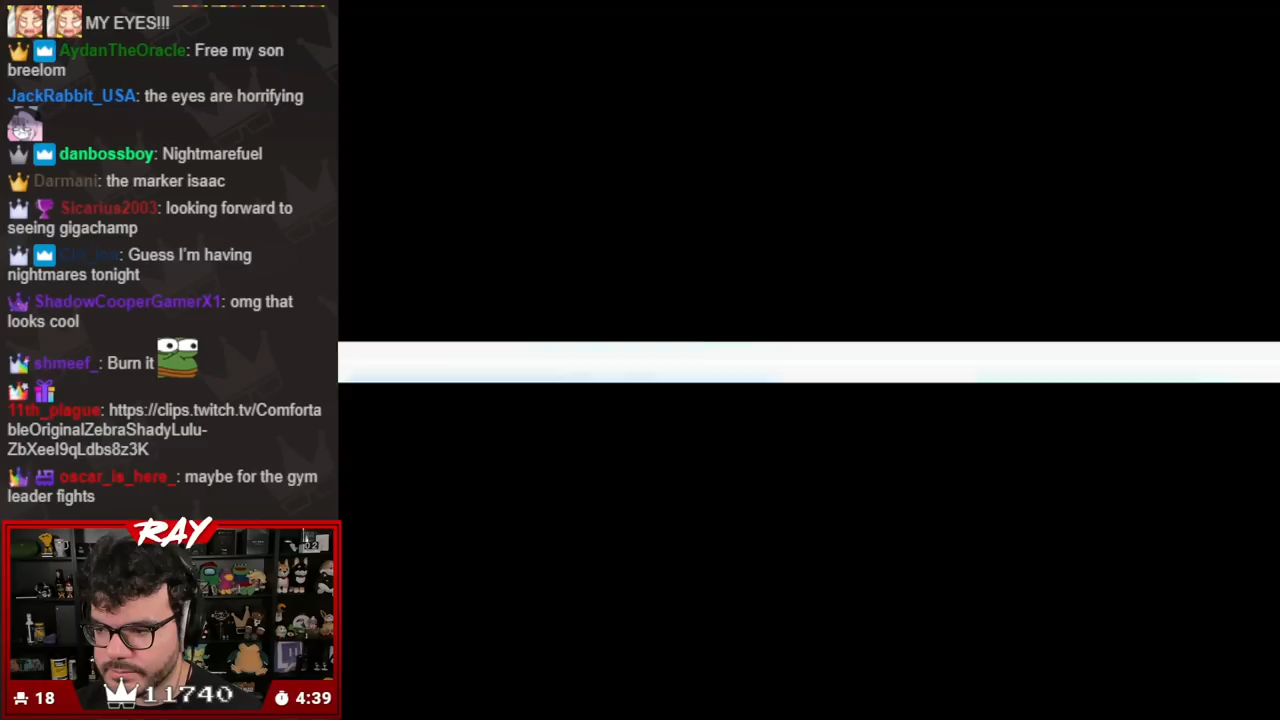 MY EYES!!!
AydanTheOracle: Free my son
breelom
JackRabbit_USA: the eyes are horrifying
danbossboy: Nightmarefuel
Darmani: the marker isaac
Sicarius2003: looking forward to
seeing gigachamp
: Guess I'm having
nightmares tonight
ShadowCooperGamerX1: omg that
looks cool
shmeef_: Burn it
11th_plague: https://clips.twitch.tv/Comforta
bleOriginalZebraShadyLulu-
ZbXeeI9qLdbs8z3K
oscar_is_here_: maybe for the gym
leader fights
RAY
18
11740
4:39